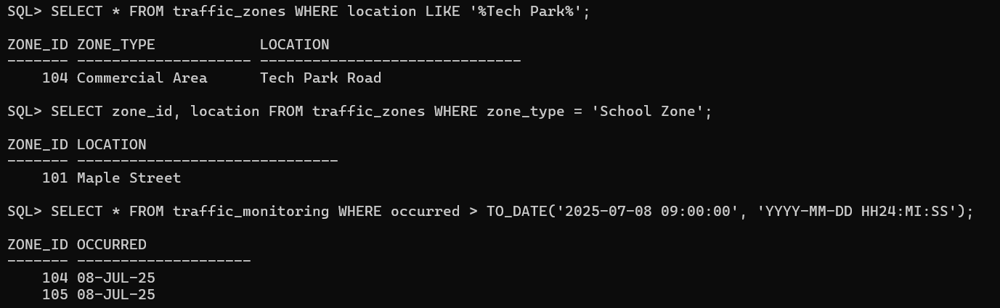 SQL> SELECT * FROM traffic_zones WHERE location LIKE '%Tech Park%';
ZONE_ID ZONE_TYPE            LOCATION
------- -------------------- ------------------------------
    104 Commercial Area      Tech Park Road
SQL> SELECT zone_id, location FROM traffic_zones WHERE zone_type = 'School Zone';
ZONE_ID LOCATION
------- ------------------------------
    101 Maple Street
SQL> SELECT * FROM traffic_monitoring WHERE occurred > TO_DATE('2025-07-08 09:00:00', 'YYYY-MM-DD HH24:MI:SS');
ZONE_ID OCCURRED
------- --------------------
    104 08-JUL-25
    105 08-JUL-25